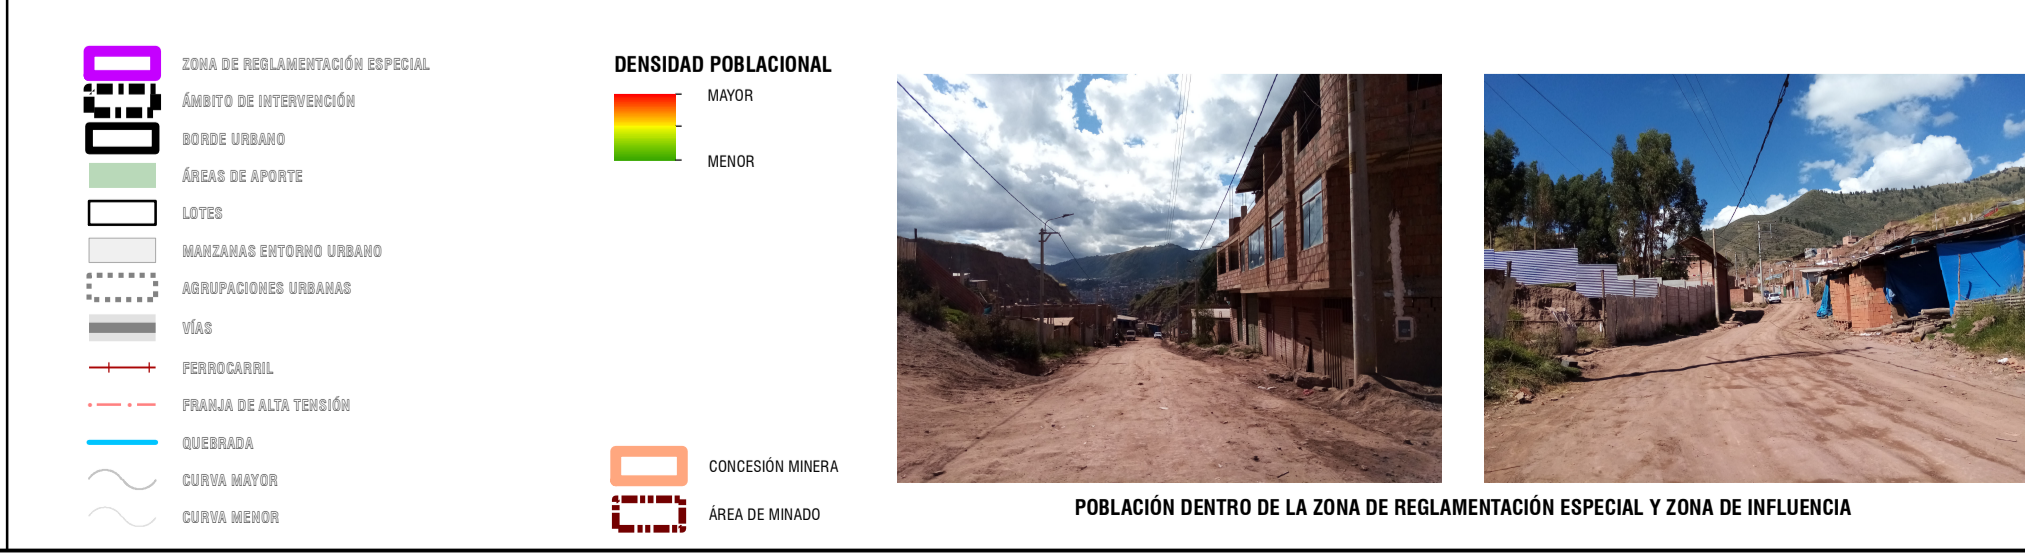 ZONA DE REGLAMENTACIÓN ESPECIAL
ÁMBITO DE INTERVENCIÓN
BORDE URBANO
ÁREAS DE APORTE
LOTES
MANZANAS ENTORNO URBANO
AGRUPACIONES URBANAS
VÍAS
FERROCARRIL
FRANJA DE ALTA TENSIÓN
QUEBRADA
CURVA MAYOR
CURVA MENOR
DENSIDAD POBLACIONAL
MAYOR
MENOR
CONCESIÓN MINERA
ÁREA DE MINADO
POBLACIÓN DENTRO DE LA ZONA DE REGLAMENTACIÓN ESPECIAL Y ZONA DE INFLUENCIA